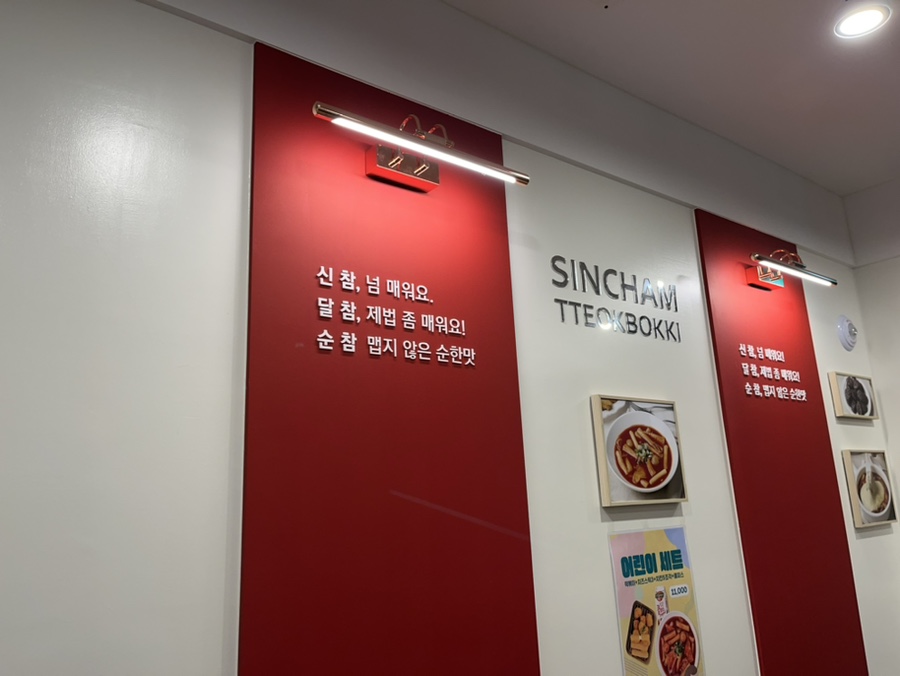 신 참, 넘 매워요.
달 참, 제법 좀 매워요!
순 참 맵지 않은 순한맛
SINCHAM
TTEOKBOKKI
어린이 세트
11,000
신 참, 넘 매워요!
달 참, 제법 좀 매워요!
순 참, 맵지 않은 순한맛